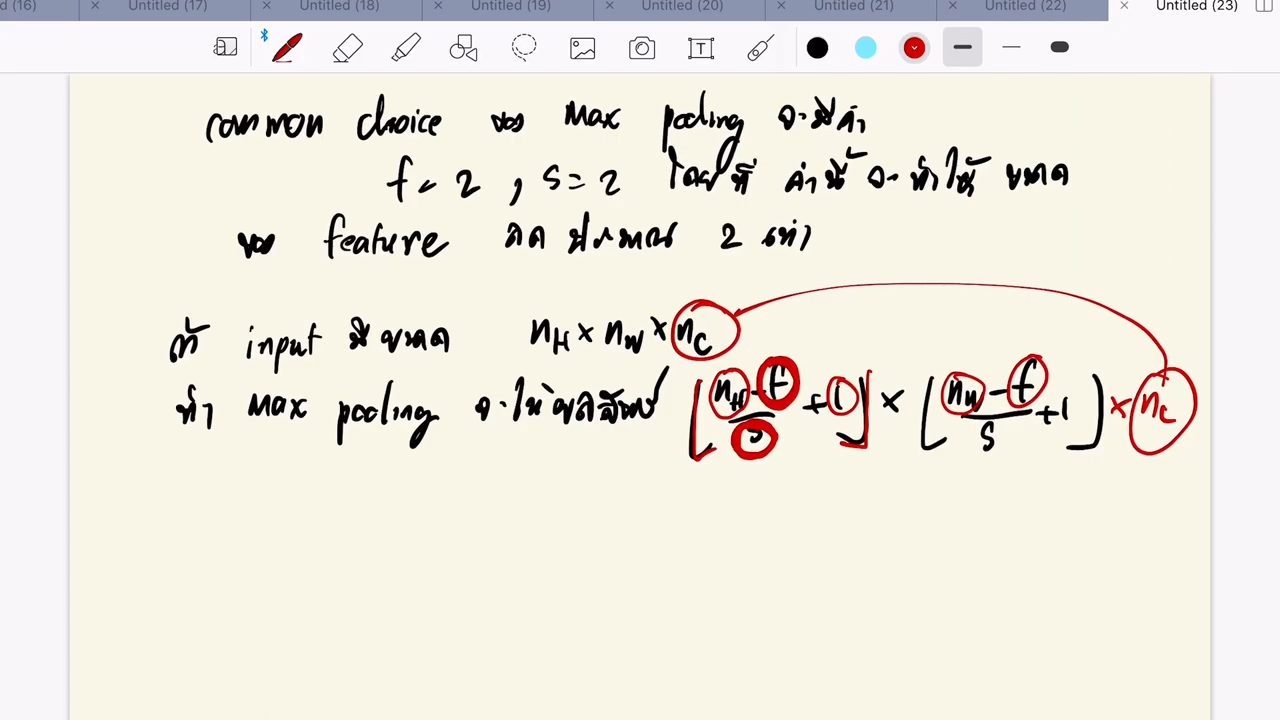 (16) Untitled (17) Untitled (18) Untitled (19) Untitled (20) Untitled (21) Untitled (22) Untitled (23)
common choice ของ Max pooling จะมีค่า
f = 2 , s = 2 โดยที่ ค่านี้ จะทำให้ ขนาด
ของ feature ลด ประมาณ 2 เท่า
ถ้า input มีขนาด n_H × n_W × n_C
ทำ Max pooling จะให้ผลลัพธ์ ⌊(n_H - f)/s + 1⌋ × ⌊(n_W - f)/s + 1⌋ × n_C